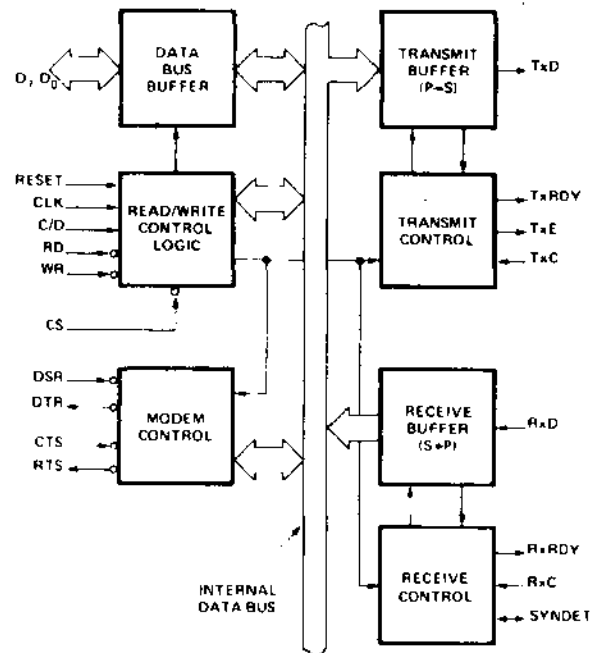 DATA
BUS
BUFFER
D7 D0
TRANSMIT
BUFFER
(P→S)
TxD
RESET
CLK
C/D
RD
WR
CS
READ/WRITE
CONTROL
LOGIC
TRANSMIT
CONTROL
TxRDY
TxE
TxC
DSR
DTR
CTS
RTS
MODEM
CONTROL
RECEIVE
BUFFER
(S→P)
RxD
INTERNAL
DATA BUS
RECEIVE
CONTROL
RxRDY
RxC
SYNDET